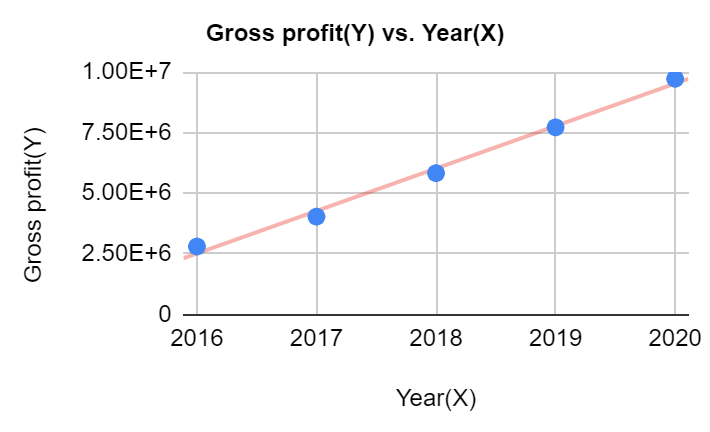 Gross profit(Y) vs. Year(X)
1.00E+7
7.50E+6
5.00E+6
2.50E+6
0
Gross profit(Y)
2016 2017 2018 2019 2020
Year(X)